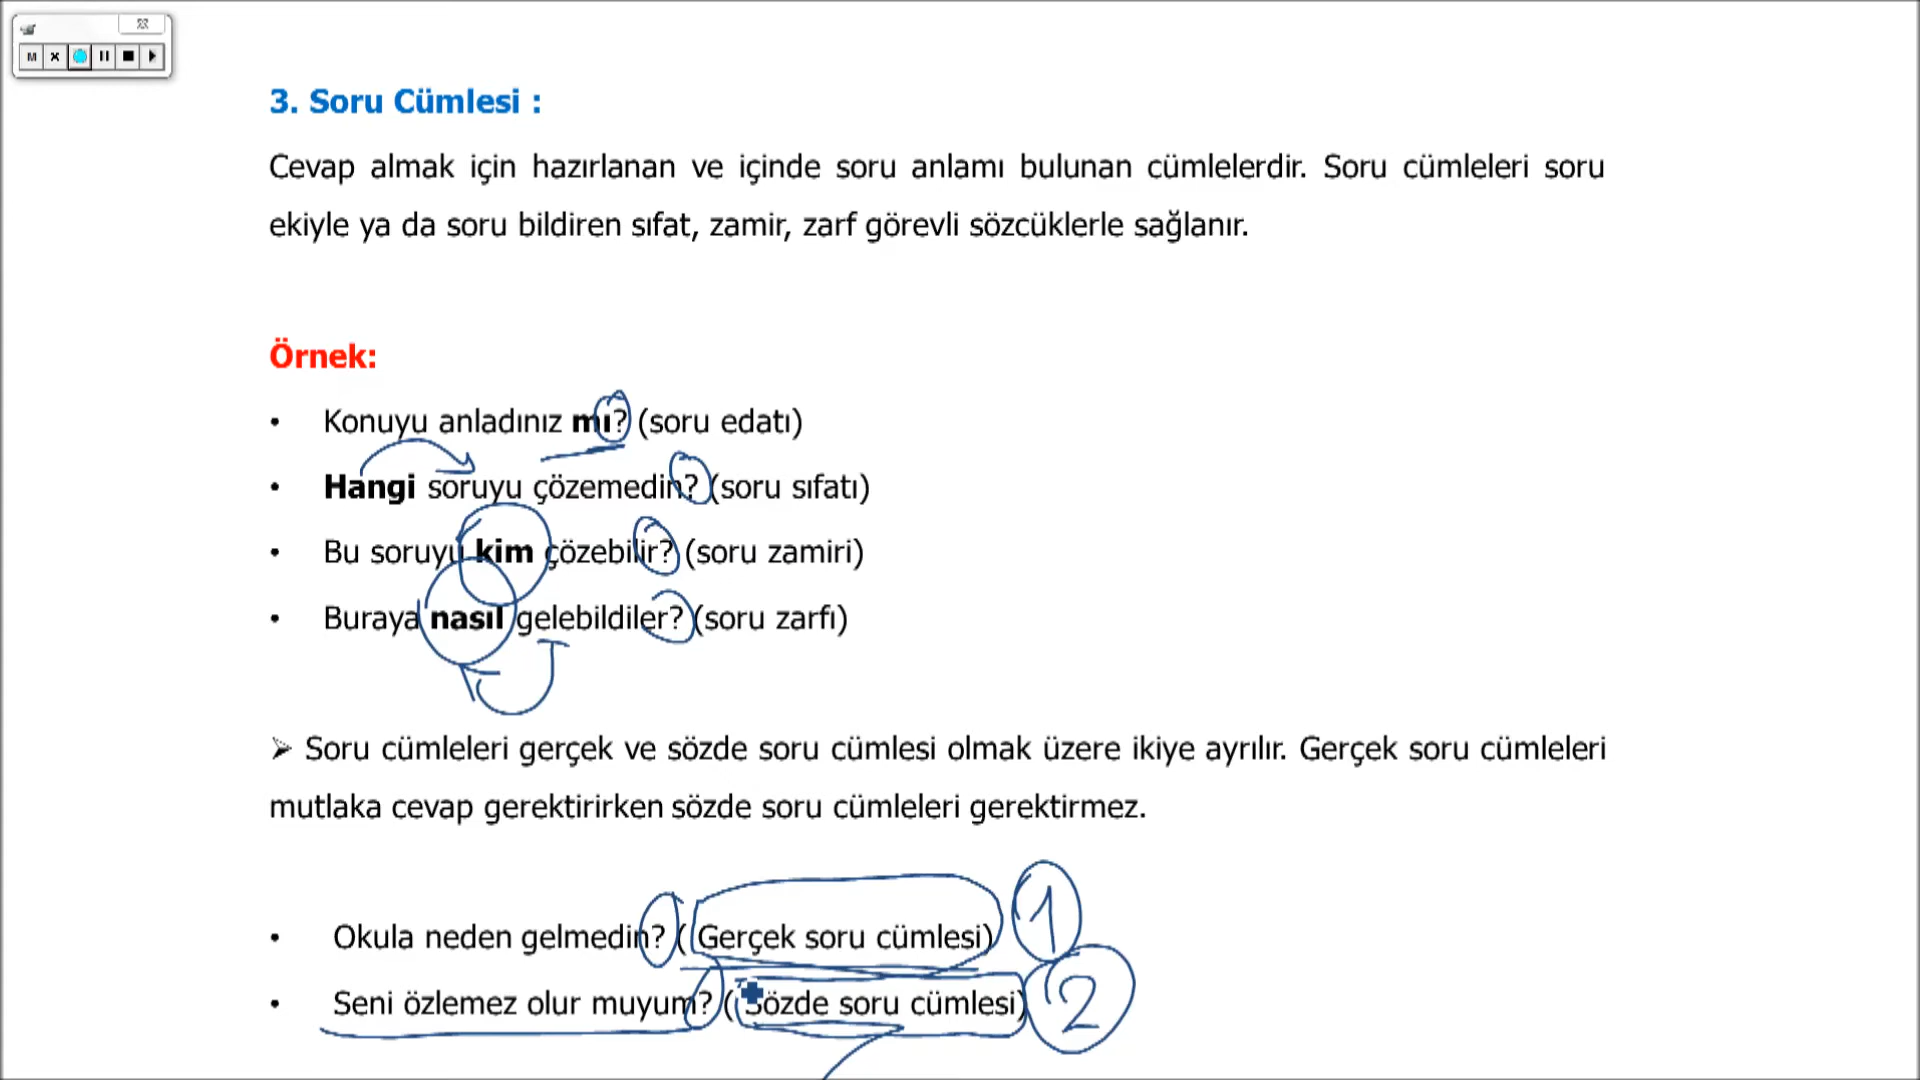 M
3. Soru Cümlesi :
Cevap almak için hazırlanan ve içinde soru anlamı bulunan cümlelerdir. Soru cümleleri soru
ekiyle ya da soru bildiren sıfat, zamir, zarf görevli sözcüklerle sağlanır.
Örnek:
• Konuyu anladınız mı? (soru edatı)
• Hangi soruyu çözemedin? (soru sıfatı)
• Bu soruyu kim çözebilir? (soru zamiri)
• Buraya nasıl gelebildiler? (soru zarfı)
➢ Soru cümleleri gerçek ve sözde soru cümlesi olmak üzere ikiye ayrılır. Gerçek soru cümleleri
mutlaka cevap gerektirirken sözde soru cümleleri gerektirmez.
• Okula neden gelmedin? ( Gerçek soru cümlesi) 1
• Seni özlemez olur muyum? ( Sözde soru cümlesi) 2